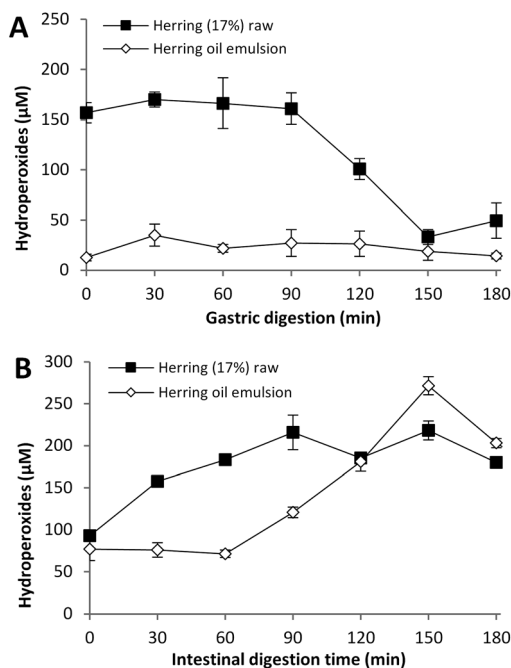 A
Herring (17%) raw
Herring oil emulsion
Hydroperoxides (µM)
250
200
150
100
50
0
0 30 60 90 120 150 180
Gastric digestion (min)
B
Herring (17%) raw
Herring oil emulsion
Hydroperoxides (µM)
300
250
200
150
100
50
0
0 30 60 90 120 150 180
Intestinal digestion time (min)